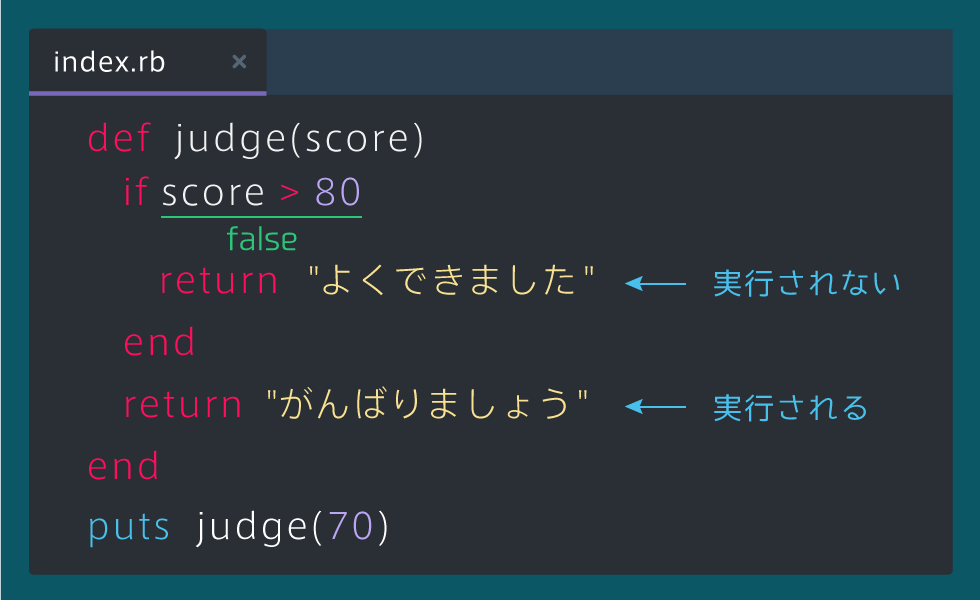 index.rb ×
def judge(score)
if score > 80
false
return "よくできました" ← 実行されない
end
return "がんばりましょう" ← 実行される
end
puts judge(70)